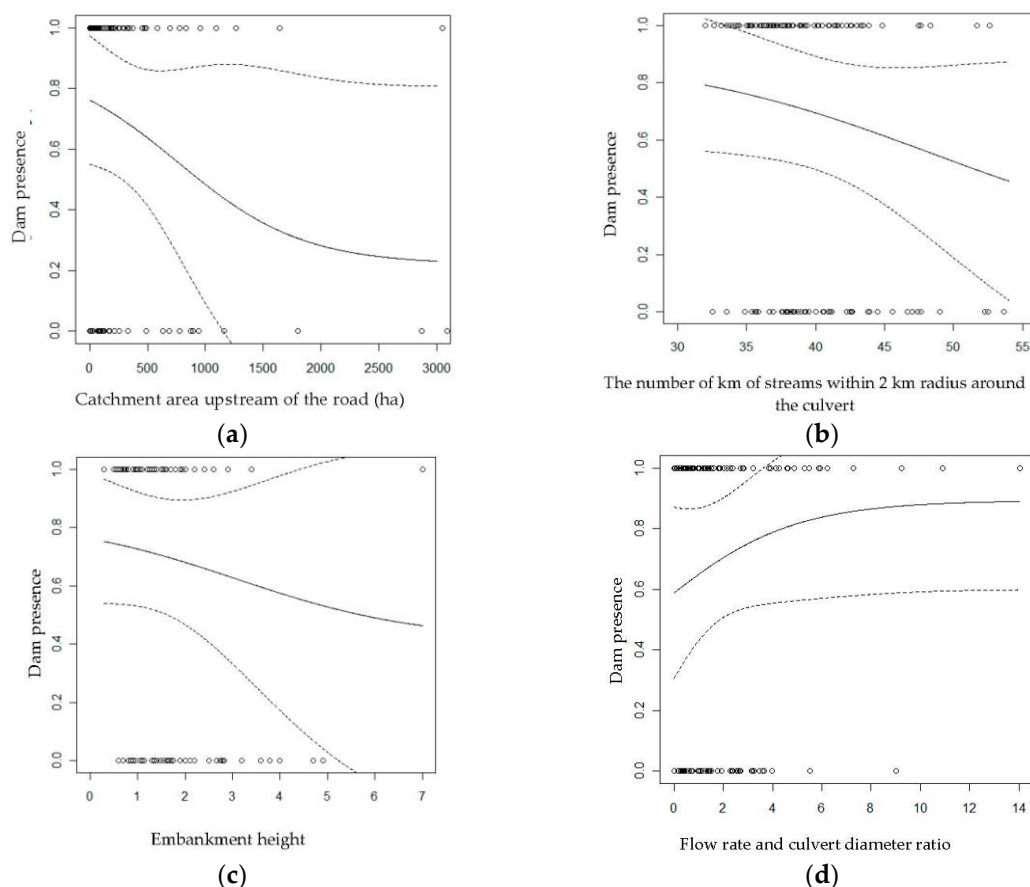 1.0
0.8
0.6
0.4
0.2
0.0
Dam presence
0 500 1000 1500 2000 2500 3000
Catchment area upstream of the road (ha)
(a)
1.0
0.8
0.6
0.4
0.2
0.0
Dam presence
30 35 40 45 50 55
The number of km of streams within 2 km radius around
the culvert
(b)
1.0
0.8
0.6
0.4
0.2
0.0
Dam presence
0 1 2 3 4 5 6 7
Embankment height
(c)
1.0
0.8
0.6
0.4
0.2
0.0
Dam presence
0 2 4 6 8 10 12 14
Flow rate and culvert diameter ratio
(d)